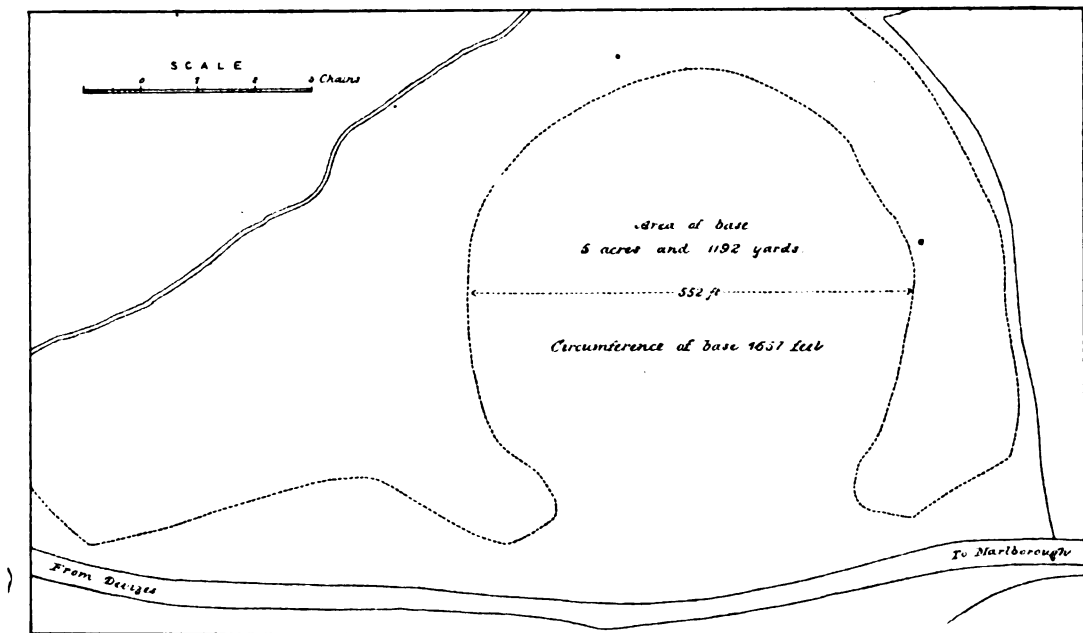 SCALE
0 1 2 3 Chains
Area of base
5 acres and 1192 yards
552 ft
Circumference of base 1657 feet
To Marlborough
From Devizes